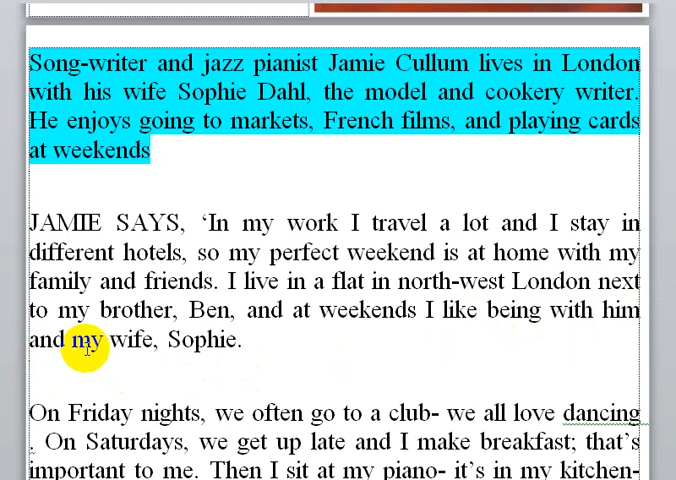 Song-writer and jazz pianist Jamie Cullum lives in London
with his wife Sophie Dahl, the model and cookery writer.
He enjoys going to markets, French films, and playing cards
at weekends
JAMIE SAYS, ‘In my work I travel a lot and I stay in
different hotels, so my perfect weekend is at home with my
family and friends. I live in a flat in north-west London next
to my brother, Ben, and at weekends I like being with him
and my wife, Sophie.
On Friday nights, we often go to a club- we all love dancing
. On Saturdays, we get up late and I make breakfast; that’s
important to me. Then I sit at my piano- it’s in my kitchen-